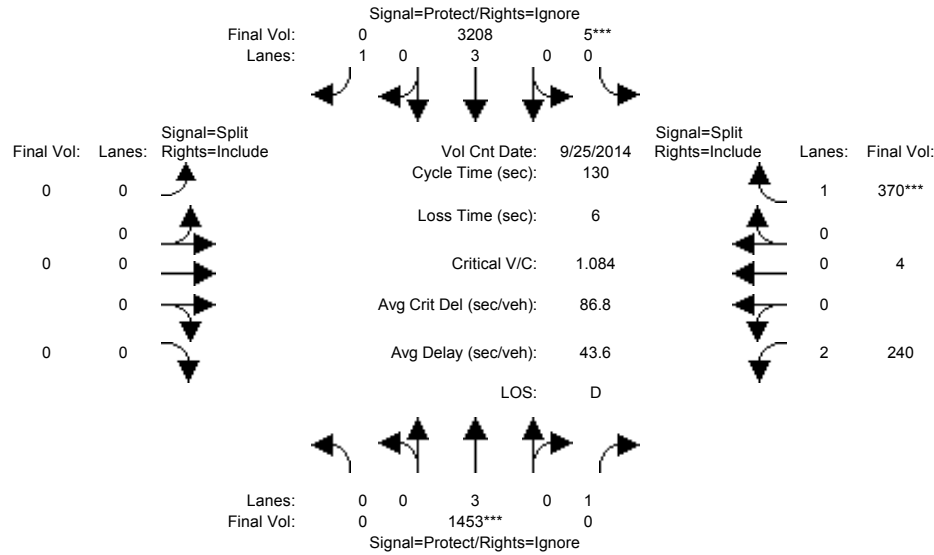 Signal=Protect/Rights=Ignore
Final Vol: 0 3208 5***
Lanes: 1 0 3 0 0
Signal=Split Signal=Split
Final Vol: Lanes: Rights=Include Vol Cnt Date: 9/25/2014 Rights=Include Lanes: Final Vol:
Cycle Time (sec): 130
0 0 1 370***
Loss Time (sec): 6
0 0
0 0 Critical V/C: 1.084 0 4
0 Avg Crit Del (sec/veh): 86.8 0
0 0 Avg Delay (sec/veh): 43.6 2 240
LOS: D
Lanes: 0 0 3 0 1
Final Vol: 0 1453*** 0
Signal=Protect/Rights=Ignore